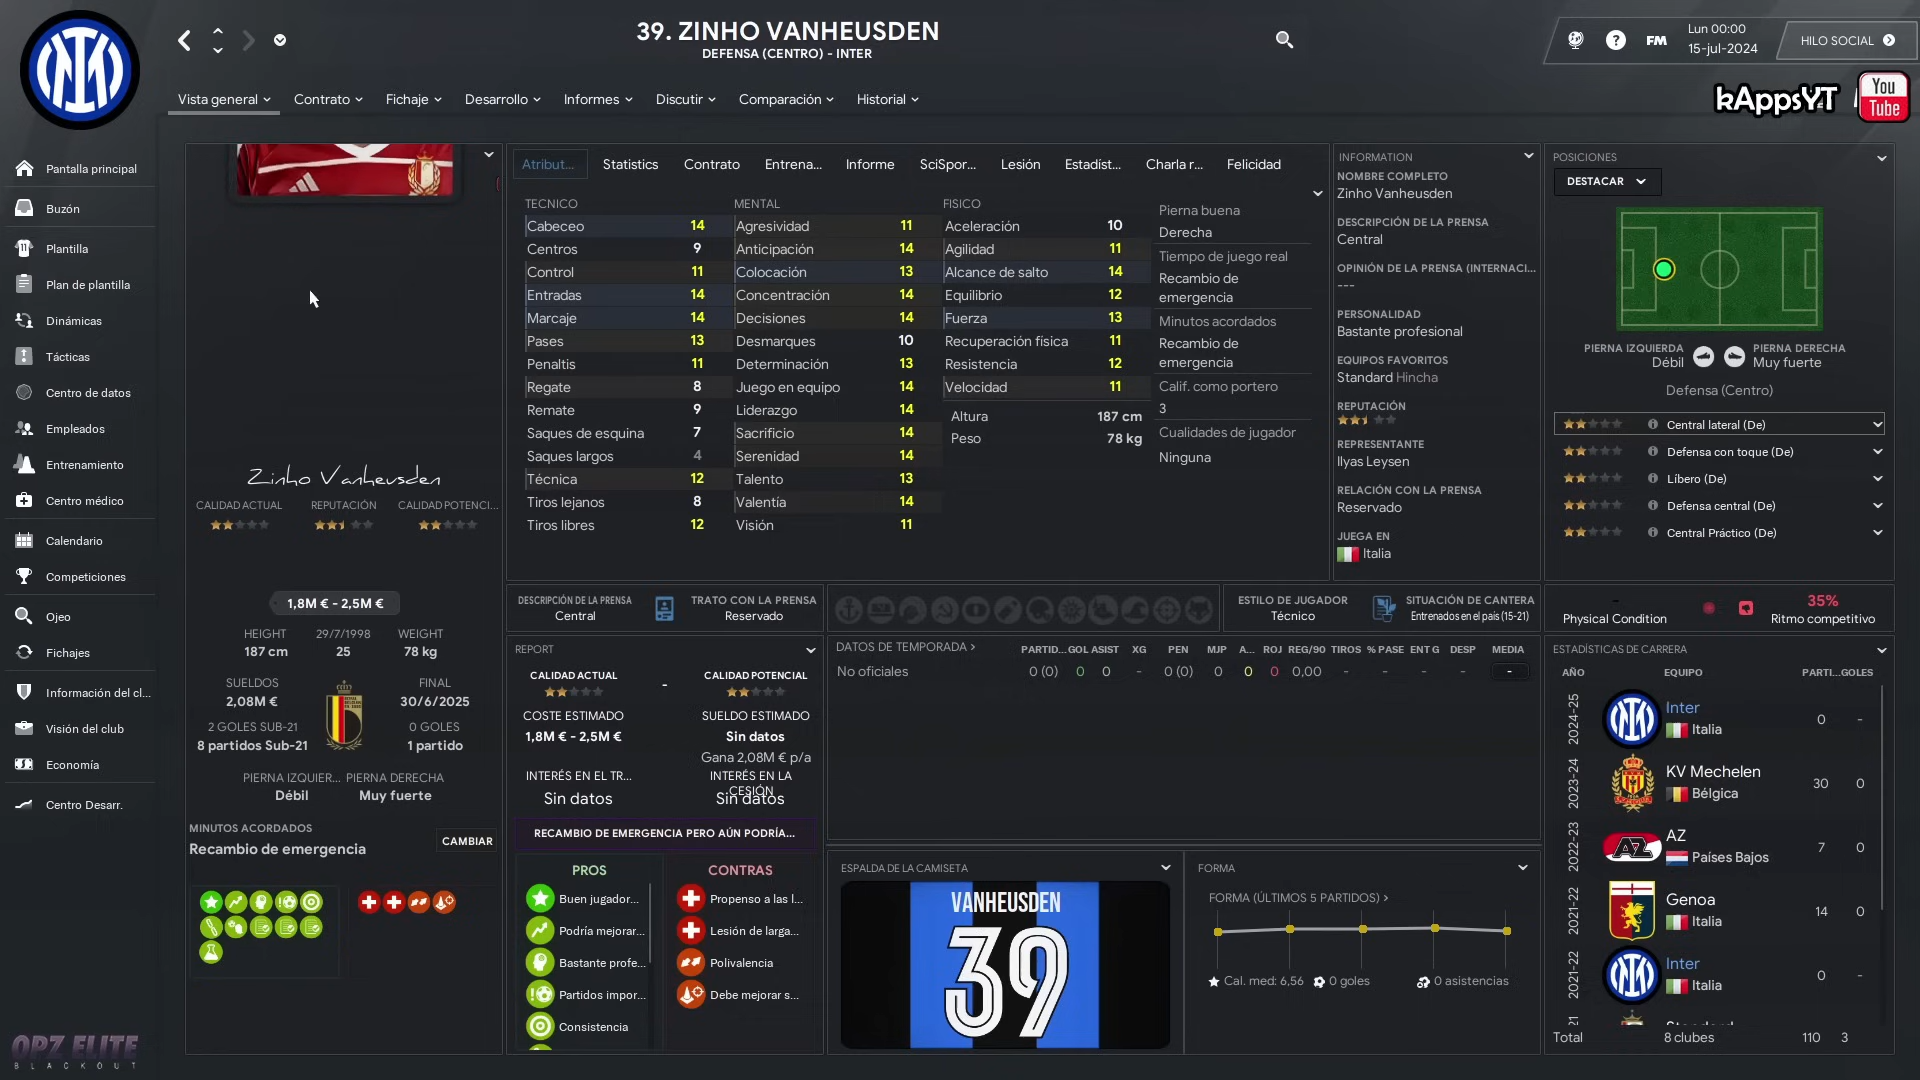 39. ZINHO VANHEUSDEN
DEFENSA (CENTRO) - INTER
FM
Lun 00:00
15-jul-2024
HILO SOCIAL
Vista general
Contrato
Fichaje
Desarrollo
Informes
Discutir
Comparación
Historial
kAppsYT
You
Tube
Pantalla principal
Buzón
Plantilla
Plan de plantilla
Dinámicas
Tácticas
Centro de datos
Empleados
Entrenamiento
Centro médico
Calendario
Competiciones
Ojeo
Fichajes
Información del cl...
Visión del club
Economía
Centro Desarr.
OPZ ELITE
BLACKOUT
Zinho Vanheusden
CALIDAD ACTUAL REPUTACIÓN CALIDAD POTENCI...
1,8M € - 2,5M €
HEIGHT 29/7/1998 WEIGHT
187 cm 25 78 kg
SUELDOS FINAL
2,08M € 30/6/2025
2 GOLES SUB-21 0 GOLES
8 partidos Sub-21 1 partido
PIERNA IZQUIER... PIERNA DERECHA
Débil Muy fuerte
MINUTOS ACORDADOS
Recambio de emergencia
CAMBIAR
Atribut... Statistics Contrato Entrena... Informe SciSpor... Lesión Estadíst... Charla r... Felicidad
TECNICO
Cabeceo 14
Centros 9
Control 11
Entradas 14
Marcaje 14
Pases 13
Penaltis 11
Regate 8
Remate 9
Saques de esquina 7
Saques largos 4
Técnica 12
Tiros lejanos 8
Tiros libres 12
MENTAL
Agresividad 11
Anticipación 14
Colocación 13
Concentración 14
Decisiones 14
Desmarques 10
Determinación 13
Juego en equipo 14
Liderazgo 14
Sacrificio 14
Serenidad 14
Talento 13
Valentía 14
Visión 11
FISICO
Aceleración 10
Agilidad 11
Alcance de salto 14
Equilibrio 12
Fuerza 13
Recuperación física 11
Resistencia 12
Velocidad 11
Altura 187 cm
Peso 78 kg
Pierna buena
Derecha
Tiempo de juego real
Recambio de
emergencia
Minutos acordados
Recambio de
emergencia
Calif. como portero
3
Cualidades de jugador
Ninguna
INFORMATION
NOMBRE COMPLETO
Zinho Vanheusden
DESCRIPCIÓN DE LA PRENSA
Central
OPINIÓN DE LA PRENSA (INTERNACI...
---
PERSONALIDAD
Bastante profesional
EQUIPOS FAVORITOS
Standard Hincha
REPUTACIÓN
REPRESENTANTE
Ilyas Leysen
RELACIÓN CON LA PRENSA
Reservado
JUEGA EN
Italia
POSICIONES
DESTACAR
PIERNA IZQUIERDA
Débil
PIERNA DERECHA
Muy fuerte
Defensa (Centro)
Central lateral (De)
Defensa con toque (De)
Líbero (De)
Defensa central (De)
Central Práctico (De)
DESCRIPCIÓN DE LA PRENSA
Central
TRATO CON LA PRENSA
Reservado
ESTILO DE JUGADOR
Técnico
SITUACIÓN DE CANTERA
Entrenados en el país (15-21)
-
Physical Condition
35%
Ritmo competitivo
REPORT
CALIDAD ACTUAL - CALIDAD POTENCIAL
COSTE ESTIMADO SUELDO ESTIMADO
1,8M € - 2,5M € Sin datos
Gana 2,08M € p/a
INTERÉS EN EL TR... INTERÉS EN LA
CESIÓN
Sin datos Sin datos
RECAMBIO DE EMERGENCIA PERO AÚN PODRÍA...
PROS
Buen jugador...
Podría mejorar...
Bastante profe...
Partidos impor...
Consistencia
CONTRAS
Propenso a las l...
Lesión de larga...
Polivalencia
Debe mejorar s...
DATOS DE TEMPORADA > PARTID... GOL ASIST XG PEN MJP A... ROJ REG/90 TIROS % PASE ENT G DESP MEDIA
No oficiales 0 (0) 0 0 - 0 (0) 0 0 0 0,00 - - - - -
ESPALDA DE LA CAMISETA
VANHEUSDEN
39
FORMA
FORMA (ÚLTIMOS 5 PARTIDOS) >
Cal. med: 6,56 0 goles 0 asistencias
ESTADÍSTICAS DE CARRERA
AÑO EQUIPO PARTI... GOLES
2024-25 Inter 0 -
Italia
2023-24 KV Mechelen 30 0
Bélgica
2022-23 AZ 7 0
Países Bajos
2021-22 Genoa 14 0
Italia
2021-22 Inter 0 -
Italia
Total 8 clubes 110 3